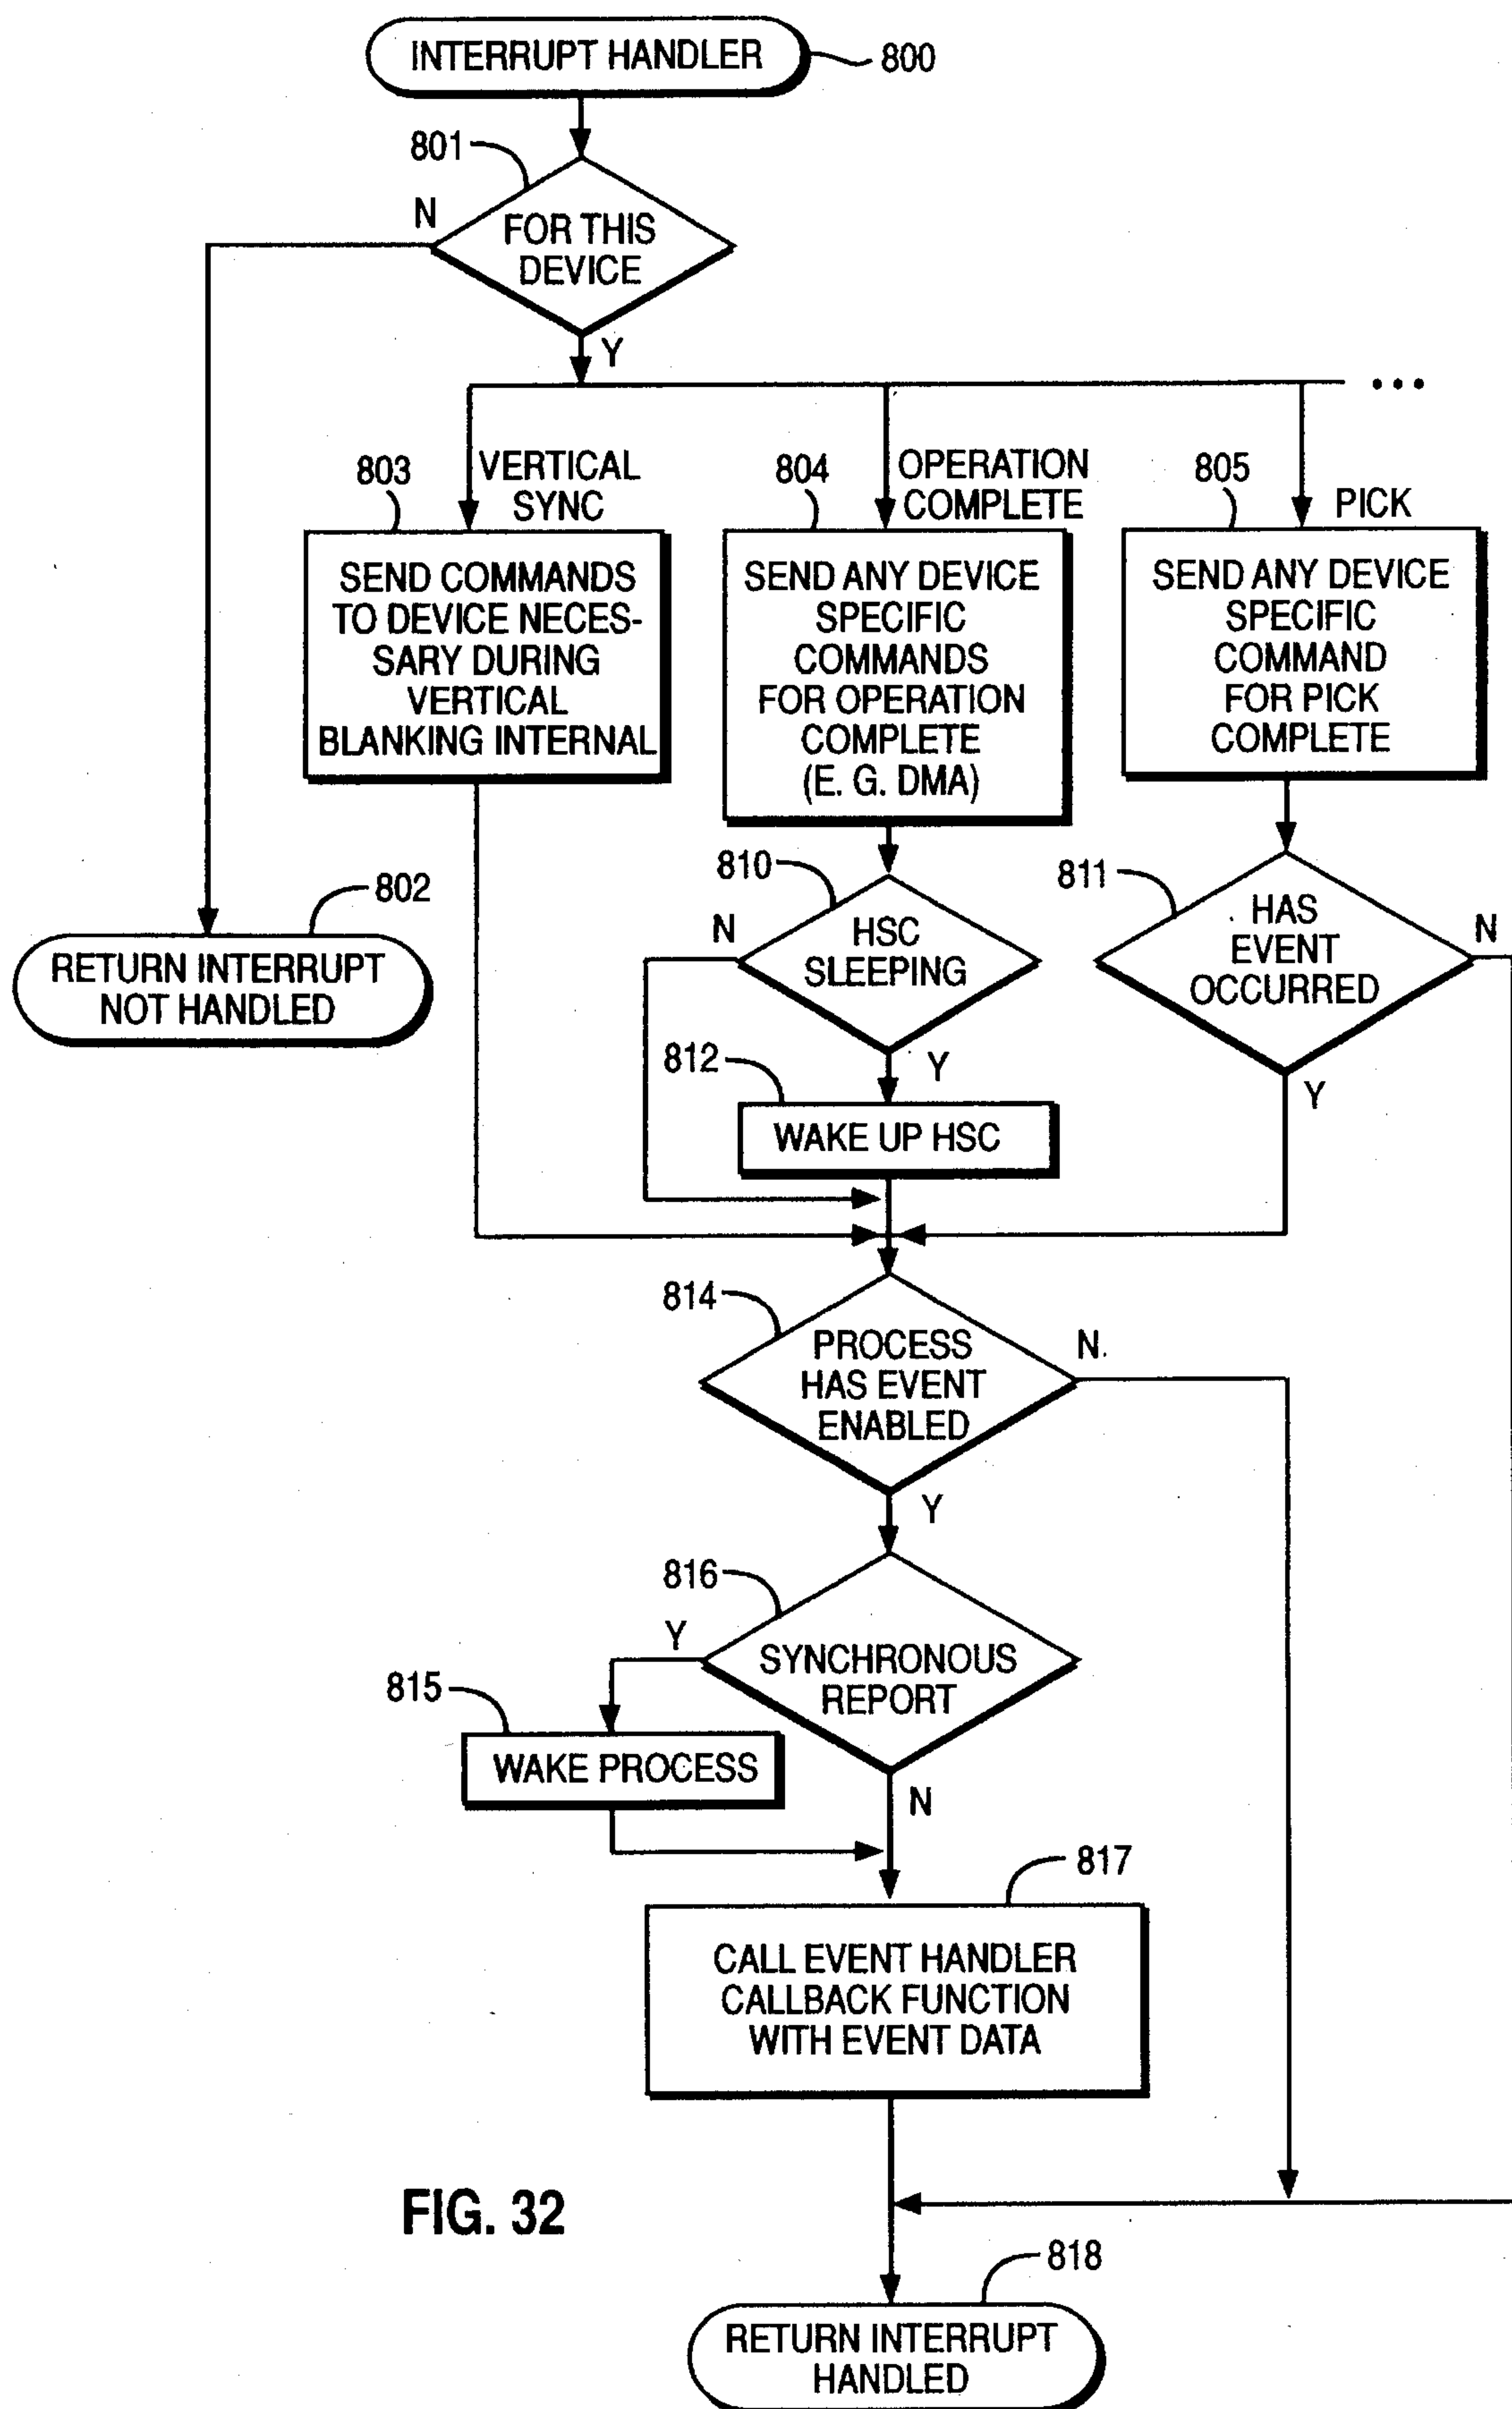 INTERRUPT HANDLER
800
801
N
FOR THIS
DEVICE
Y
...
803
VERTICAL
SYNC
804
OPERATION
COMPLETE
805
PICK
SEND COMMANDS
TO DEVICE NECES-
SARY DURING
VERTICAL
BLANKING INTERNAL
SEND ANY DEVICE
SPECIFIC
COMMANDS
FOR OPERATION
COMPLETE
(E. G. DMA)
SEND ANY DEVICE
SPECIFIC
COMMAND
FOR PICK
COMPLETE
802
RETURN INTERRUPT
NOT HANDLED
810
N
HSC
SLEEPING
Y
811
HAS
EVENT
OCCURRED
N
Y
812
WAKE UP HSC
814
PROCESS
HAS EVENT
ENABLED
N.
Y
816
Y
SYNCHRONOUS
REPORT
N
815
WAKE PROCESS
817
CALL EVENT HANDLER
CALLBACK FUNCTION
WITH EVENT DATA
FIG. 32
818
RETURN INTERRUPT
HANDLED